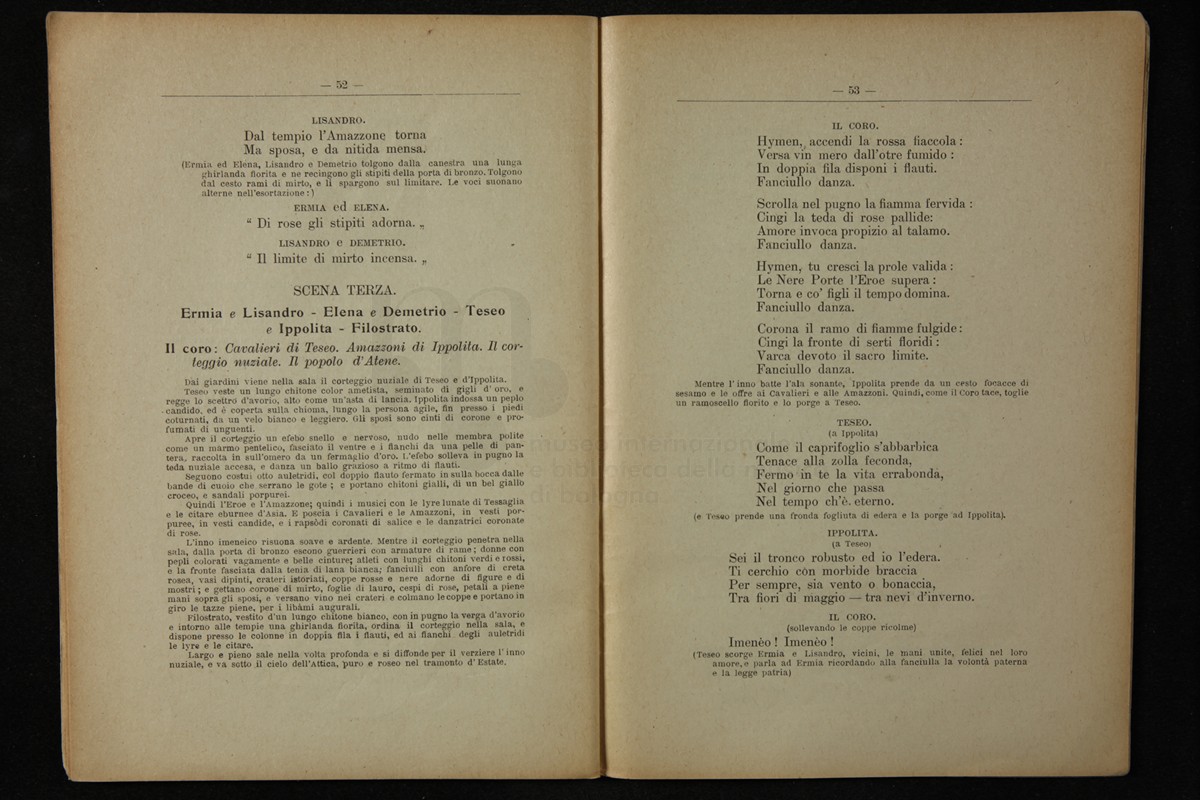 — 52 —
LISANDRO.
Dal tempio l'Amazzone torna
Ma sposa, e da nitida mensa.
(Ermia ed Elena, Lisandro e Demetrio tolgono dalla canestra una lunga
ghirlanda fiorita e ne recingono gli stipiti della porta di bronzo. Tolgono
dal cesto rami di mirto, e li spargono sul limitare. Le voci suonano
alterne nell'esortazione:)
ERMIA ed ELENA.
“ Di rose gli stipiti adorna. „
LISANDRO e DEMETRIO.
“ Il limite di mirto incensa. „
SCENA TERZA.
Ermia e Lisandro - Elena e Demetrio - Teseo
e Ippolita - Filostrato.
Il coro: Cavalieri di Teseo. Amazzoni di Ippolita. Il cor-
teggio nuziale. Il popolo d'Atene.
Dai giardini viene nella sala il corteggio nuziale di Teseo e d'Ippolita.
Teseo veste un lungo chitone color ametista, seminato di gigli d'oro, e
regge lo scettro d'avorio, alto come un'asta di lancia. Ippolita indossa un peplo
candido, ed è coperta sulla chioma, lungo la persona agile, fin presso i piedi
coturnati, da un velo bianco e leggiero. Gli sposi sono cinti di corone e pro-
fumati di unguenti.
Apre il corteggio un efebo snello e nervoso, nudo nelle membra polite
come un marmo pentelico, fasciato il ventre e i fianchi da una pelle di pan-
tera, raccolta in sull'omero da un fermaglio d'oro. L'efebo solleva in pugno la
teda nuziale accesa, e danza un ballo grazioso a ritmo di flauti.
Seguono costui otto auletridi, col doppio flauto fermato in sulla bocca dalle
bande di cuoio che serrano le gote ; e portano chitoni gialli, di un bel giallo
croceo, e sandali porpurei.
Quindi l'Eroe e l'Amazzone; quindi i musici con le lyre lunate di Tessaglia
e le citare eburnee d'Asia. E poscia i Cavalieri e le Amazzoni, in vesti por-
puree, in vesti candide, e i rapsòdi coronati di salice e le danzatrici coronate
di rose.
L'inno imeneico risuona soave e ardente. Mentre il corteggio penetra nella
sala, dalla porta di bronzo escono guerrieri con armature di rame; donne con
pepli colorati vagamente e belle cinture; atleti con lunghi chitoni verdi e rossi,
e la fronte fasciata dalla tenia di lana bianca; fanciulli con anfore di creta
rosea, vasi dipinti, crateri istoriati, coppe rosse e nere adorne di figure e di
mostri ; e gettano corone di mirto, foglie di lauro, cespi di rose, petali a piene
mani sopra gli sposi, e versano vino nei crateri e colmano le coppe e portano in
giro le tazze piene, per i libàmi augurali.
Filostrato, vestito d'un lungo chitone bianco, con in pugno la verga d'avorio
e intorno alle tempie una ghirlanda fiorita, ordina il corteggio nella sala, e
dispone presso le colonne in doppia fila i flauti, ed ai fianchi degli auletridi
le lyre e le citare.
Largo e pieno sale nella volta profonda e si diffonde per il verziere l'inno
nuziale, e va sotto il cielo dell'Attica, puro e roseo nel tramonto d'Estate.
— 53 —
IL CORO.
Hymen, accendi la rossa fiaccola :
Versa vin mero dall'otre fumido :
In doppia fila disponi i flauti.
Fanciullo danza.
Scrolla nel pugno la fiamma fervida :
Cingi la teda di rose pallide:
Amore invoca propizio al talamo.
Fanciullo danza.
Hymen, tu cresci la prole valida :
Le Nere Porte l'Eroe supera :
Torna e co' figli il tempo domina.
Fanciullo danza.
Corona il ramo di fiamme fulgide :
Cingi la fronte di serti floridi :
Varca devoto il sacro limite.
Fanciullo danza.
Mentre l'inno batte l'ala sonante, Ippolita prende da un cesto focacce di
sesamo e le offre ai Cavalieri e alle Amazzoni. Quindi, come il Coro tace, toglie
un ramoscello fiorito e lo porge a Teseo.
TESEO.
(a Ippolita)
Come il caprifoglio s'abbarbica
Tenace alla zolla feconda,
Fermo in te la vita errabonda,
Nel giorno che passa
Nel tempo ch'è eterno.
(e Teseo prende una fronda fogliuta di edera e la porge ad Ippolita).
IPPOLITA.
(a Teseo)
Sei il tronco robusto ed io l'edera.
Ti cerchio con morbide braccia
Per sempre, sia vento o bonaccia,
Tra fiori di maggio — tra nevi d'inverno.
IL CORO.
(sollevando le coppe ricolme)
Imenèo ! Imenèo !
(Teseo scorge Ermia e Lisandro, vicini, le mani unite, felici nel loro
amore, e parla ad Ermia ricordando alla fanciulla la volontà paterna
e la legge patria)
museo internazionale
e biblioteca della m
di bologna